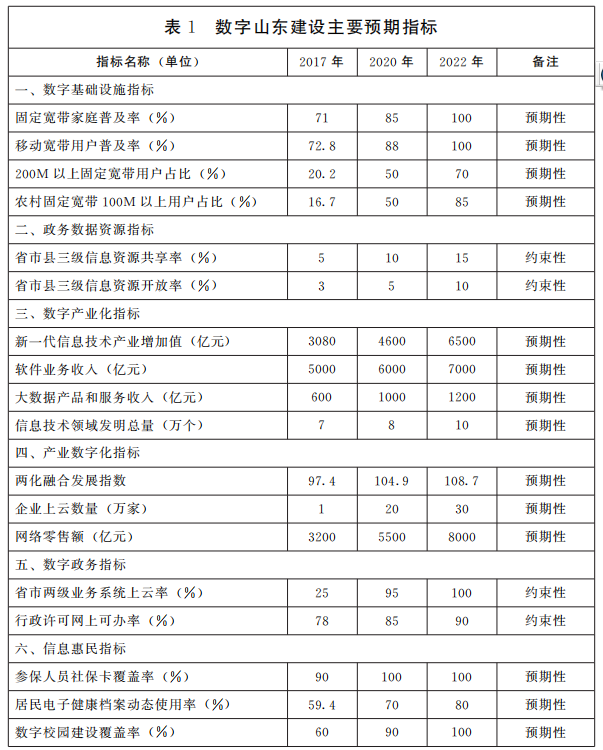 表 1 数字山东建设主要预期指标
指标名称（单位） 2017 年 2020 年 2022 年 备注
一、数字基础设施指标
固定宽带家庭普及率（%） 71 85 100 预期性
移动宽带用户普及率（%） 72.8 88 100 预期性
200M 以上固定宽带用户占比（%） 20.2 50 70 预期性
农村固定宽带 100M 以上用户占比（%） 16.7 50 85 预期性
二、政务数据资源指标
省市县三级信息资源共享率（%） 5 10 15 约束性
省市县三级信息资源开放率（%） 3 5 10 约束性
三、数字产业化指标
新一代信息技术产业增加值（亿元） 3080 4600 6500 预期性
软件业务收入（亿元） 5000 6000 7000 预期性
大数据产品和服务收入（亿元） 600 1000 1200 预期性
信息技术领域发明总量（万个） 7 8 10 预期性
四、产业数字化指标
两化融合发展指数 97.4 104.9 108.7 预期性
企业上云数量（万家） 1 20 30 预期性
网络零售额（亿元） 3200 5500 8000 预期性
五、数字政务指标
省市两级业务系统上云率（%） 25 95 100 约束性
行政许可网上可办率（%） 78 85 90 约束性
六、信息惠民指标
参保人员社保卡覆盖率（%） 90 100 100 预期性
居民电子健康档案动态使用率（%） 59.4 70 80 预期性
数字校园建设覆盖率（%） 60 90 100 预期性